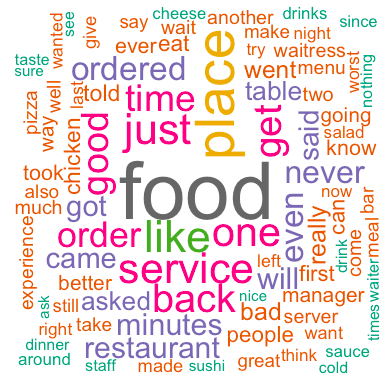 cheese drinks
say wait another since
see give ever eat make night
wanted ordered try waitress
taste went menu worst
sure told time place table two nothing
pizza way well last just get said going
chicken good salad know
took never
also got food even really can now bar
much meal
experience order like one come
came service left will first drink
better manager waiter
ask still asked back nice bad server times
right take minutes people want
dinner restaurant sauce
around staff made sushi great think cold